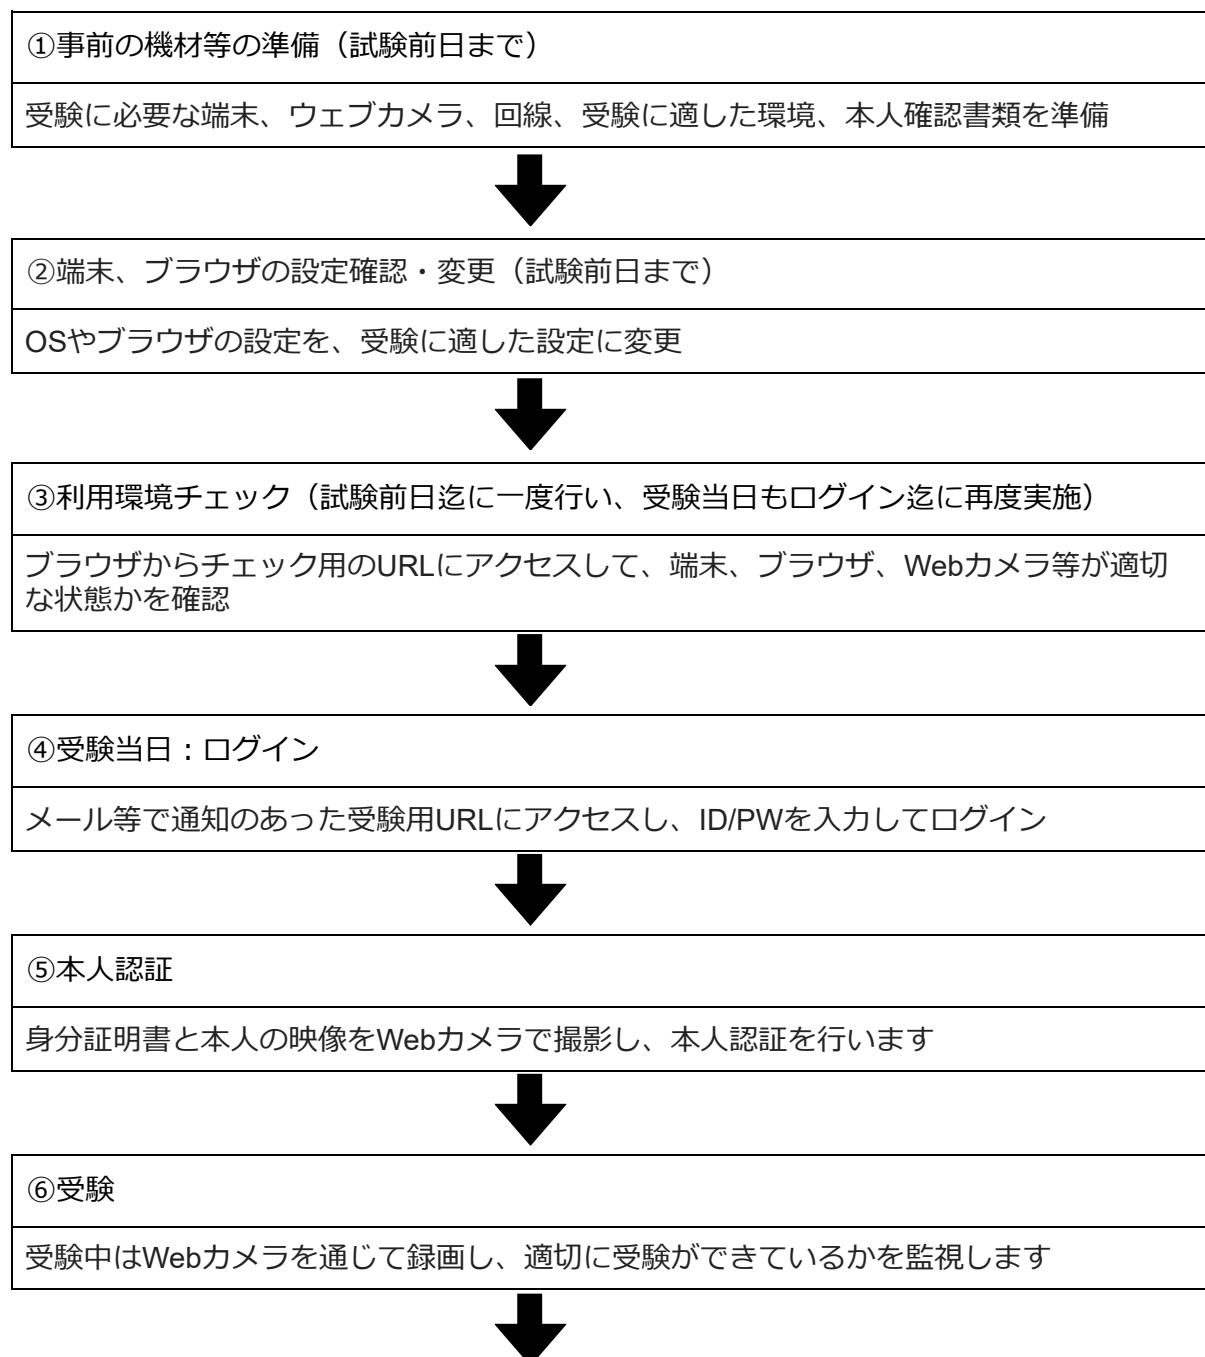 ①事前の機材等の準備（試験前日まで）
受験に必要な端末、ウェブカメラ、回線、受験に適した環境、本人確認書類を準備
②端末、ブラウザの設定確認・変更（試験前日まで）
OSやブラウザの設定を、受験に適した設定に変更
③利用環境チェック（試験前日迄に一度行い、受験当日もログイン迄に再度実施）
ブラウザからチェック用のURLにアクセスして、端末、ブラウザ、Webカメラ等が適切
な状態かを確認
④受験当日：ログイン
メール等で通知のあった受験用URLにアクセスし、ID/PWを入力してログイン
⑤本人認証
身分証明書と本人の映像をWebカメラで撮影し、本人認証を行います
⑥受験
受験中はWebカメラを通じて録画し、適切に受験ができているかを監視します